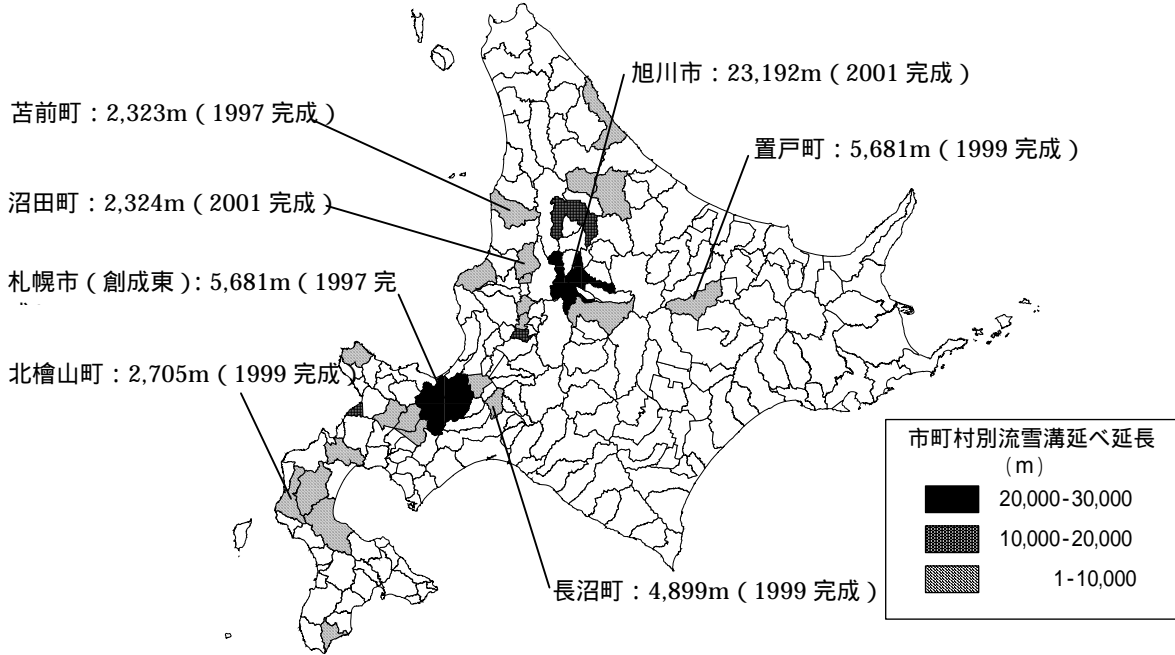 旭川市：23,192m（2001 完成）
苫前町：2,323m（1997 完成）
置戸町：5,681m（1999 完成）
沼田町：2,324m（2001 完成）
札幌市（創成東）：5,681m（1997 完
北檜山町：2,705m（1999 完成）
長沼町：4,899m（1999 完成）
市町村別流雪溝延べ延長
(m)
20,000-30,000
10,000-20,000
1-10,000